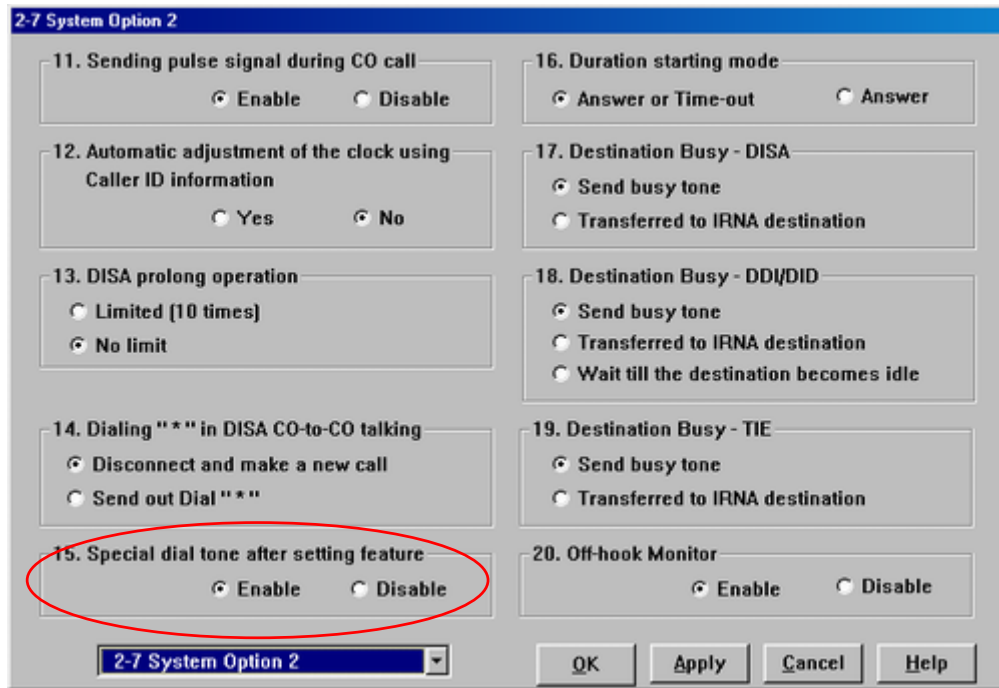 2-7 System Option 2
11. Sending pulse signal during CO call
Enable Disable
12. Automatic adjustment of the clock using
Caller ID information
Yes No
13. DISA prolong operation
Limited (10 times)
No limit
14. Dialing "*" in DISA CO-to-CO talking
Disconnect and make a new call
Send out Dial "*"
15. Special dial tone after setting feature
Enable Disable
16. Duration starting mode
Answer or Time-out Answer
17. Destination Busy - DISA
Send busy tone
Transferred to IRNA destination
18. Destination Busy - DDI/DID
Send busy tone
Transferred to IRNA destination
Wait till the destination becomes idle
19. Destination Busy - TIE
Send busy tone
Transferred to IRNA destination
20. Off-hook Monitor
Enable Disable
2-7 System Option 2
OK Apply Cancel Help